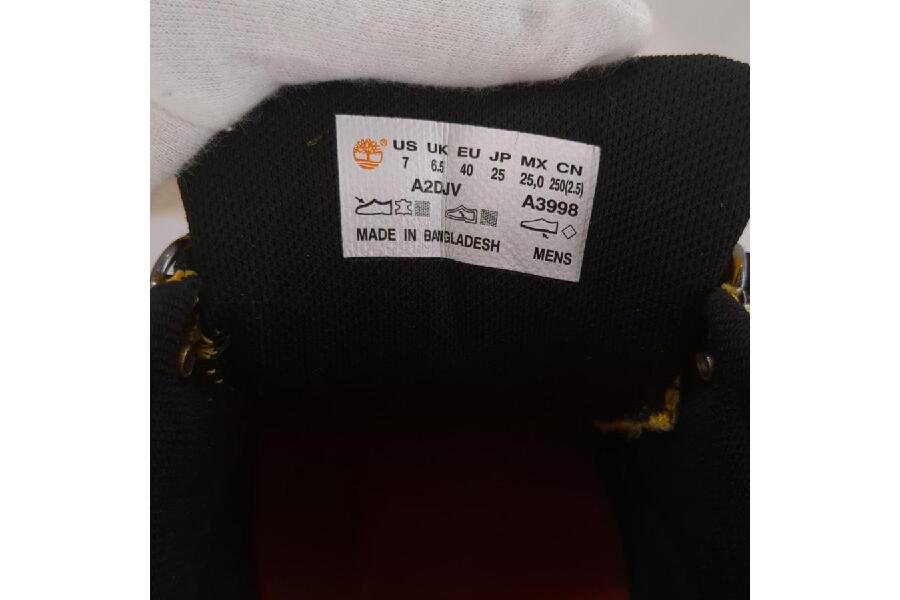 ® US UK EU JP MX CN
7 6.5 40 25 25,0 250(2.5)
A2DJV A3998
MADE IN BANGLADESH MENS